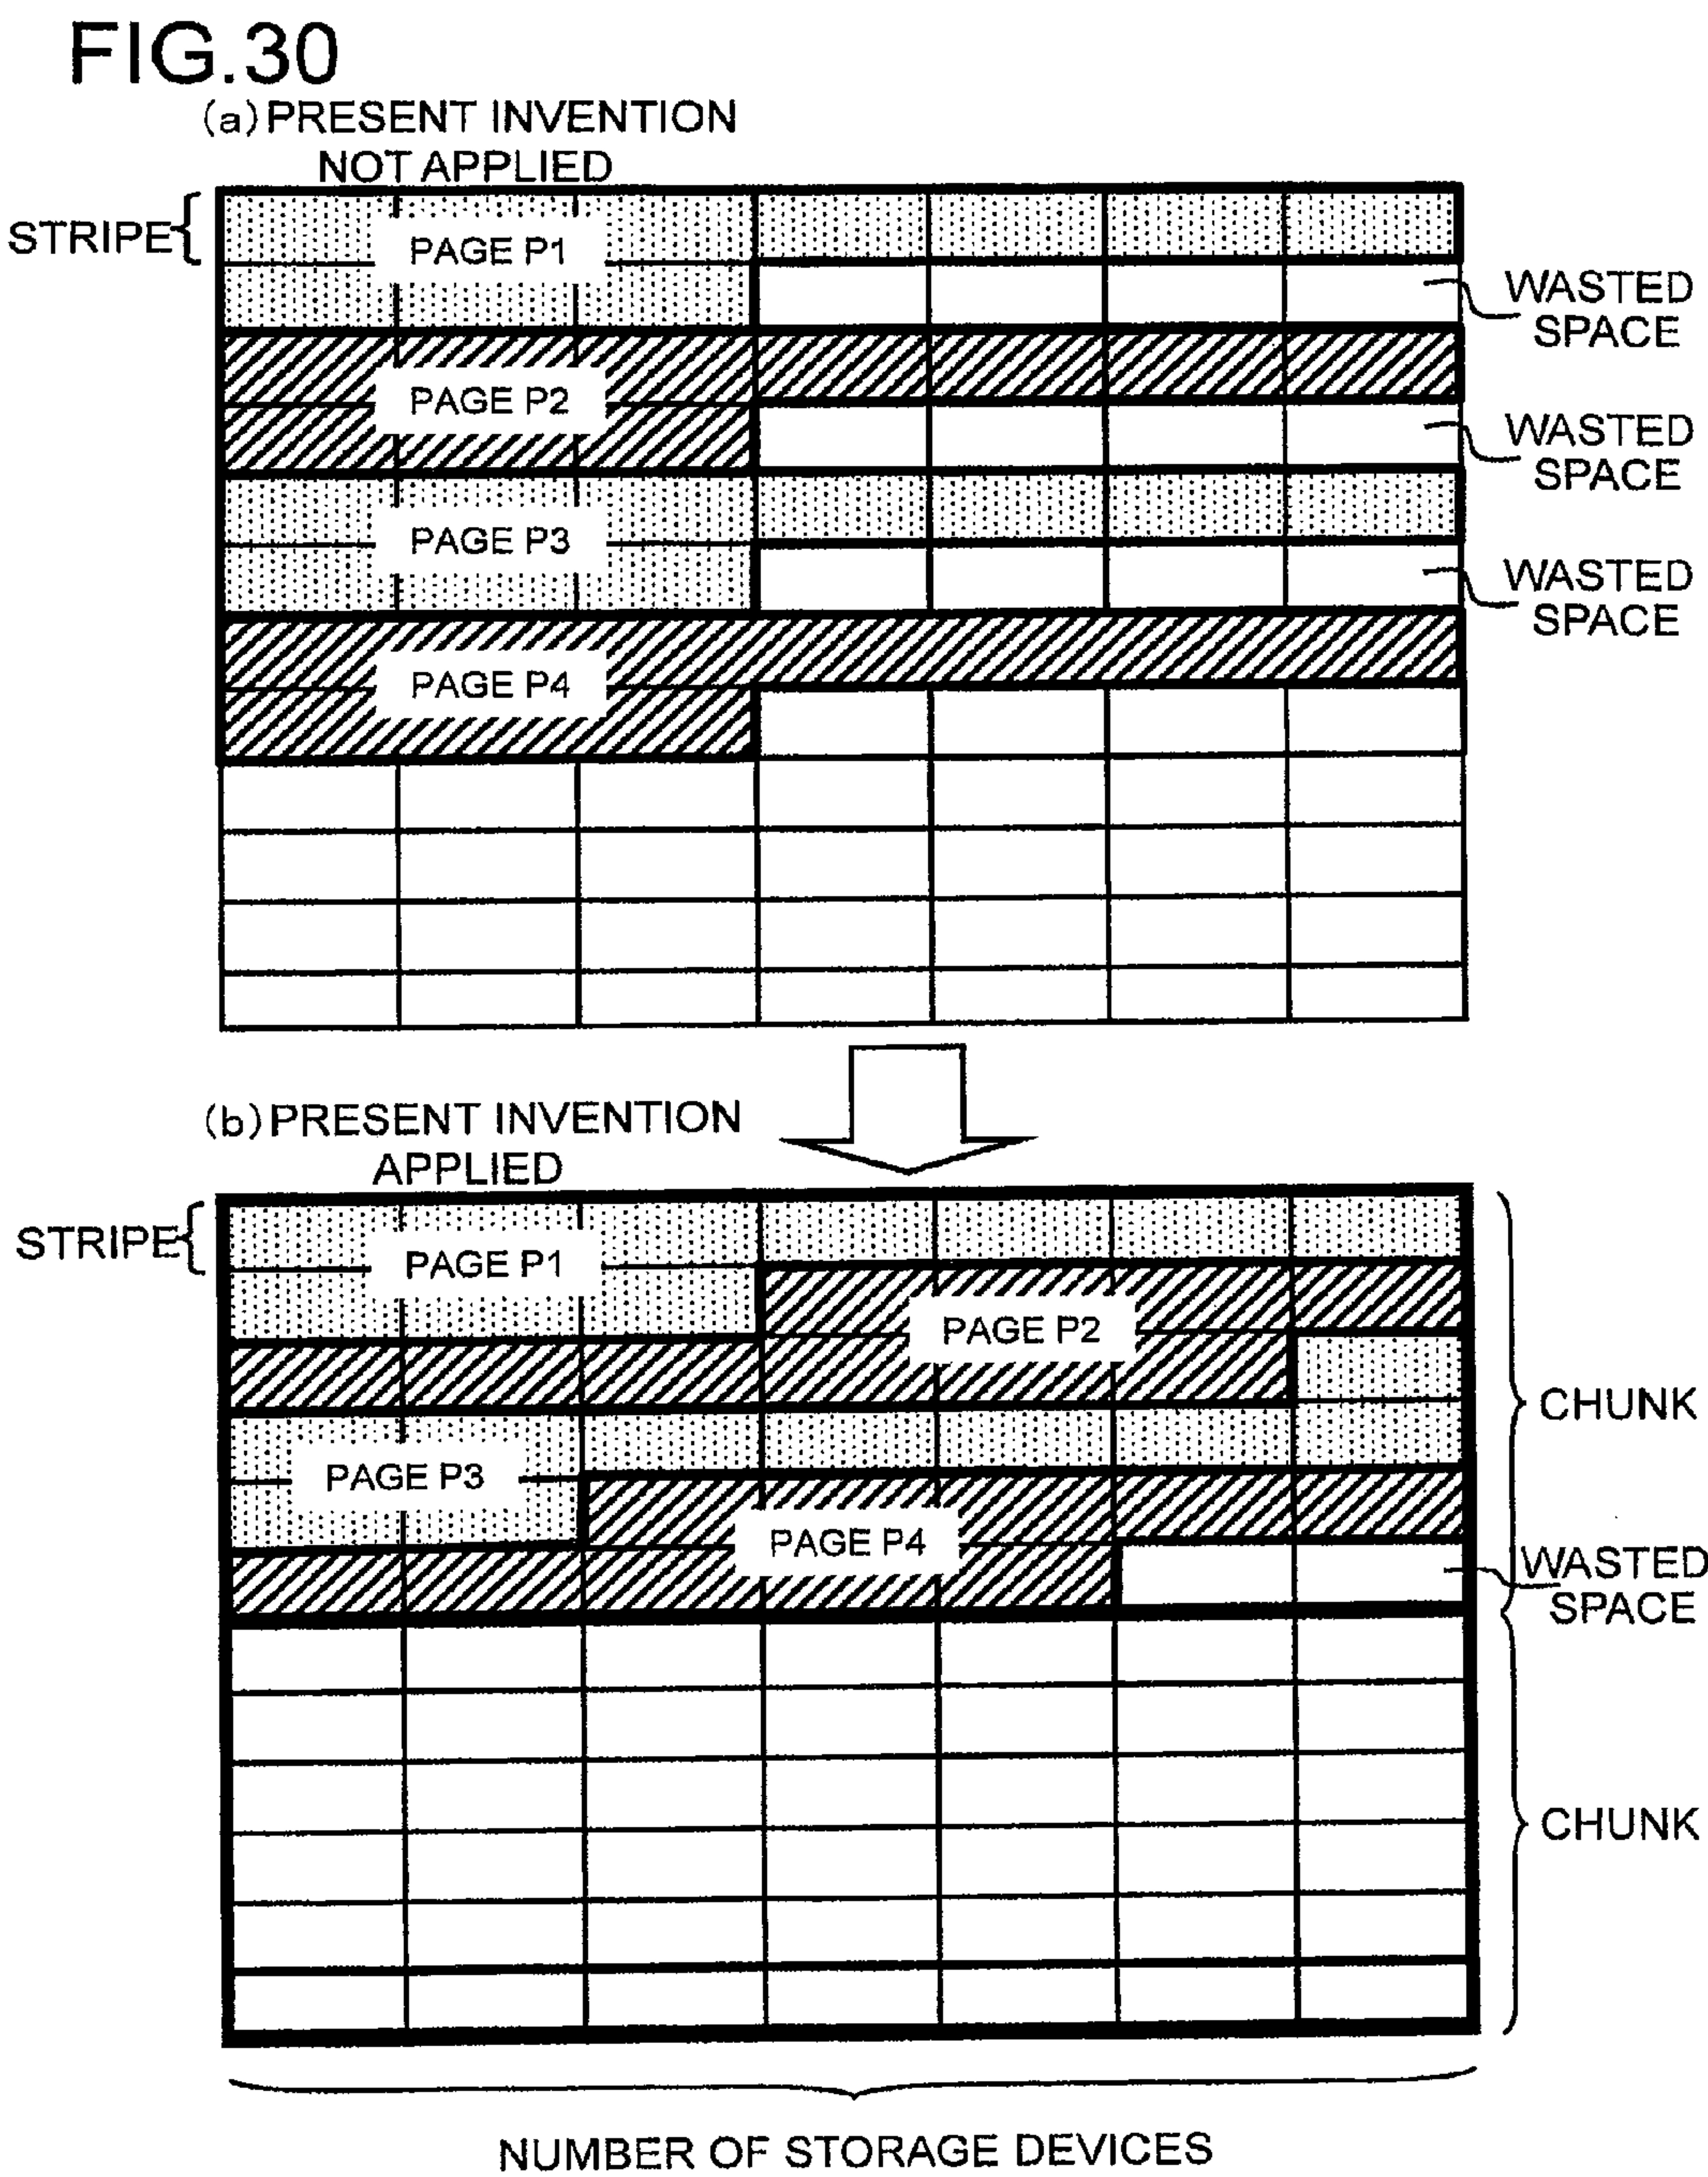 FIG.30
(a)PRESENT INVENTION
NOT APPLIED
STRIPE
PAGE P1
WASTED
SPACE
PAGE P2
WASTED
SPACE
PAGE P3
WASTED
SPACE
PAGE P4
(b)PRESENT INVENTION
APPLIED
STRIPE
PAGE P1
PAGE P2
CHUNK
PAGE P3
PAGE P4
WASTED
SPACE
CHUNK
NUMBER OF STORAGE DEVICES